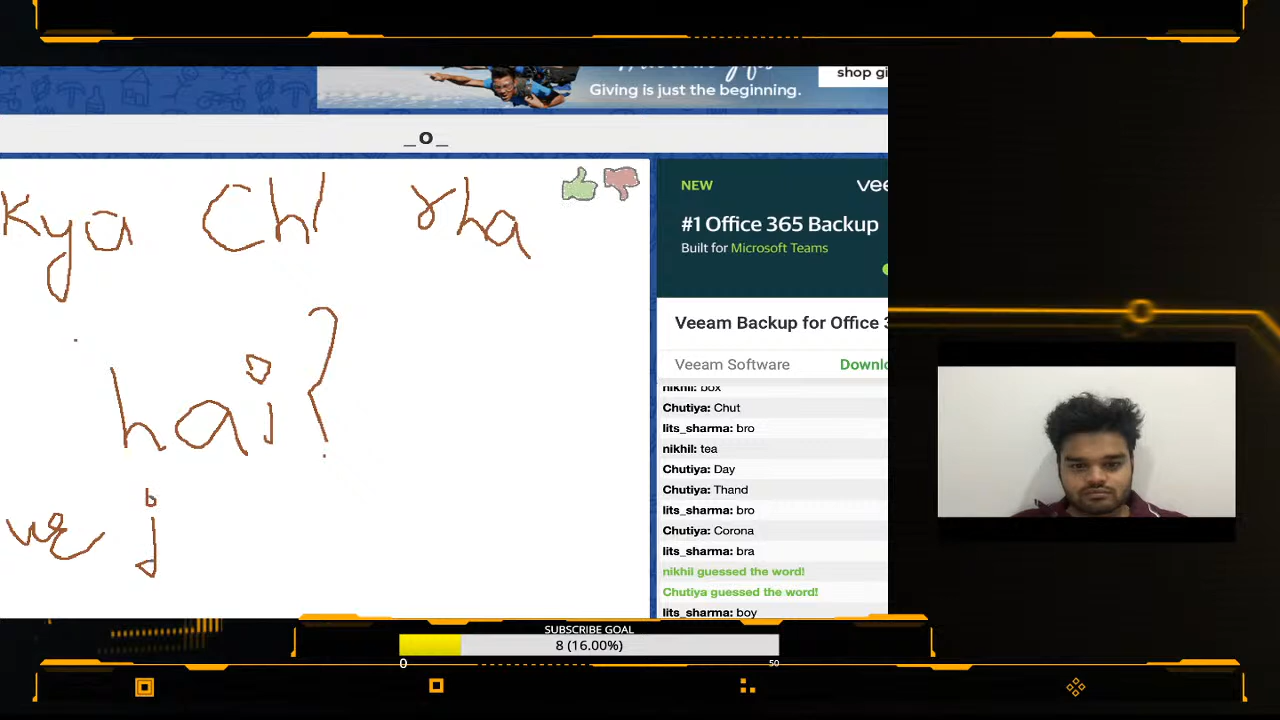 Giving is just the beginning.
shop gi
_o_
Kya Chl rha
hai?
we j
NEW
vee
#1 Office 365 Backup
Built for Microsoft Teams
Veeam Backup for Office 3
Veeam Software
Downlo
nikhil: box
Chutiya: Chut
lits_sharma: bro
nikhil: tea
Chutiya: Day
Chutiya: Thand
lits_sharma: bro
Chutiya: Corona
lits_sharma: bra
nikhil guessed the word!
Chutiya guessed the word!
lits_sharma: boy
SUBSCRIBE GOAL
8 (16.00%)
0
50